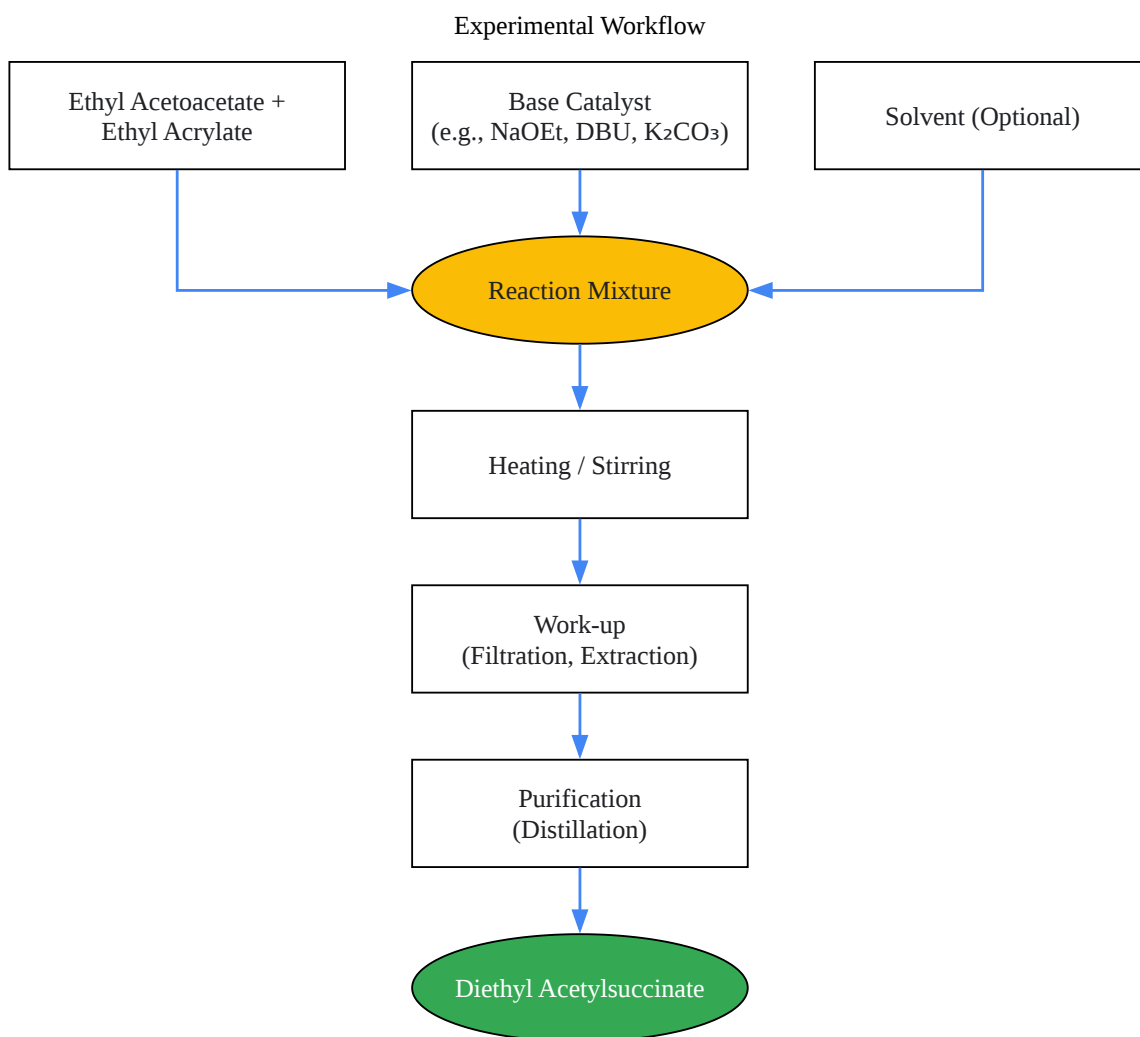 Experimental Workflow
Ethyl Acetoacetate +
Ethyl Acrylate
Base Catalyst
(e.g., NaOEt, DBU, K₂CO₃)
Solvent (Optional)
Reaction Mixture
Heating / Stirring
Work-up
(Filtration, Extraction)
Purification
(Distillation)
Diethyl Acetylsuccinate